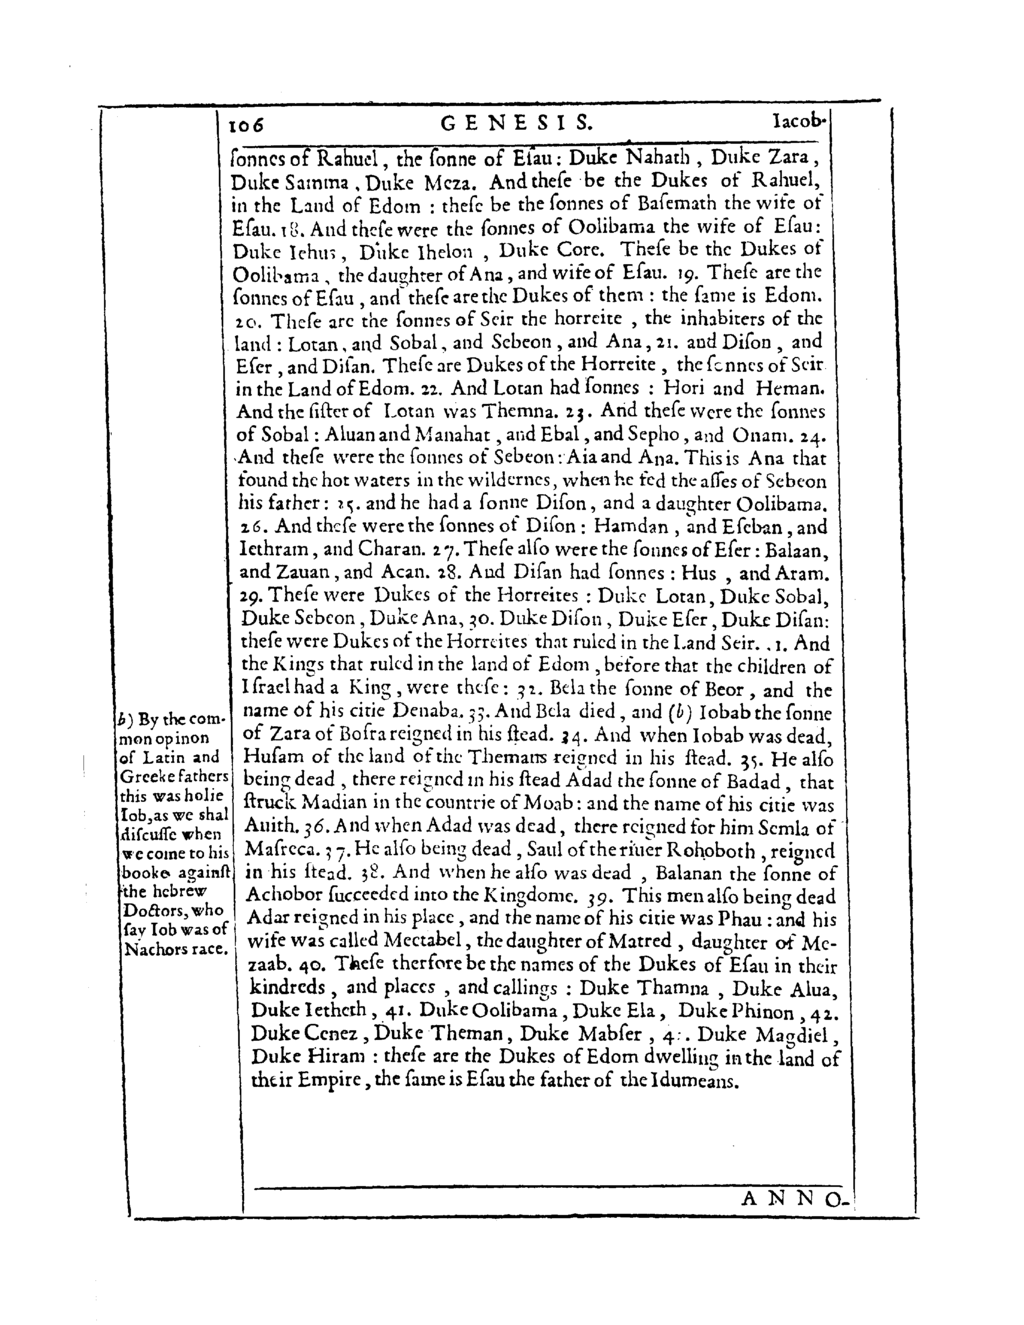 106 GENESIS. Iacob.
ſonnes of Rahuel, the ſonne of Eſau: Duke Nahath, Duke Zara,
Duke Samma, Duke Meza. And theſe be the Dukes of Rahuel,
in the Land of Edom : theſe be the ſonnes of Baſemath the wife of
Eſau. 18. And theſe were the ſonnes of Oolibama the wife of Eſau:
Duke Iehus, Duke Ihelon, Duke Core. Theſe be the Dukes of
Oolibama, the daughter of Ana, and wife of Eſau. 19. Theſe are the
ſonnes of Eſau, and theſe are the Dukes of them : the ſame is Edom.
20. Theſe are the ſonnes of Seir the horreite, the inhabiters of the
land : Lotan, and Sobal, and Sebeon, and Ana, 21. and Diſon, and
Eſer, and Diſan. Theſe are Dukes of the Horreite, the ſonnes of Seir
in the Land of Edom. 22. And Lotan had ſonnes : Hori and Heman.
And the ſiſter of Lotan was Themna. 23. And theſe were the ſonnes
of Sobal : Aluan and Manahat, and Ebal, and Sepho, and Onam. 24.
And theſe were the ſonnes of Sebeon: Aia and Ana. This is Ana that
found the hot waters in the wildernes, when he fed the aſſes of Sebeon
his father: 25. and he had a ſonne Diſon, and a daughter Oolibama.
26. And theſe were the ſonnes of Diſon : Hamdan, and Eſeban, and
Iethram, and Charan. 27. Theſe alſo were the ſonnes of Eſer : Balaan,
and Zauan, and Acan. 28. And Diſan had ſonnes : Hus, and Aram.
29. Theſe were Dukes of the Horreites : Duke Lotan, Duke Sobal,
Duke Sebeon, Duke Ana, 30. Duke Diſon, Duke Eſer, Duke Diſan:
theſe were Dukes of the Horreites that ruled in the Land Seir. .1. And
the Kings that ruled in the land of Edom, before that the children of
Iſrael had a King, were theſe: 32. Bela the ſonne of Beor, and the
name of his citie Denaba. 33. And Bela died, and (b) Iobab the ſonne
of Zara of Boſra reigned in his ſtead. 34. And when Iobab was dead,
Huſam of the land of the Themans reigned in his ſtead. 35. He alſo
being dead, there reigned in his ſtead Adad the ſonne of Badad, that
ſtruck Madian in the countrie of Moab: and the name of his citie was
Auith. 36. And when Adad was dead, there reigned for him Semla of
Maſreca. 37. He alſo being dead, Saul of the riuer Rohoboth, reigned
in his ſtead. 38. And when he alſo was dead, Balanan the ſonne of
Achobor ſucceeded into the Kingdome. 39. This men alſo being dead
Adar reigned in his place, and the name of his citie was Phau : and his
wife was called Meetabel, the daughter of Matred, daughter of Me-
zaab. 40. Theſe therfore be the names of the Dukes of Eſau in their
kindreds, and places, and callings : Duke Thamna, Duke Alua,
Duke Ietheth, 41. Duke Oolibama, Duke Ela, Duke Phinon, 42.
Duke Cenez, Duke Theman, Duke Mabſer, 4:. Duke Magdiel,
Duke Hiram : theſe are the Dukes of Edom dwelling in the land of
their Empire, the ſame is Eſau the father of the Idumeans.
b) By the com-
mon opinon
of Latin and
Greeke fathers
this was holie
Iob, as we shal
diſcuſſe when
we come to his
booke againſt
the hebrew
Doctors, who
ſay Iob was of
Nachors race.
ANNO-